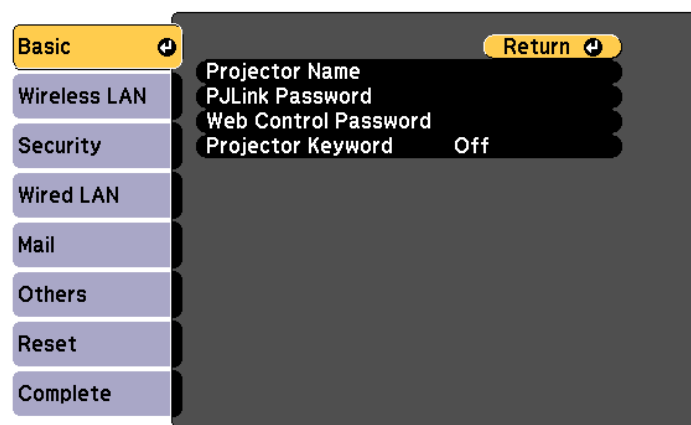 Basic
Wireless LAN
Security
Wired LAN
Mail
Others
Reset
Complete
Return
Projector Name
PJLink Password
Web Control Password
Projector Keyword Off